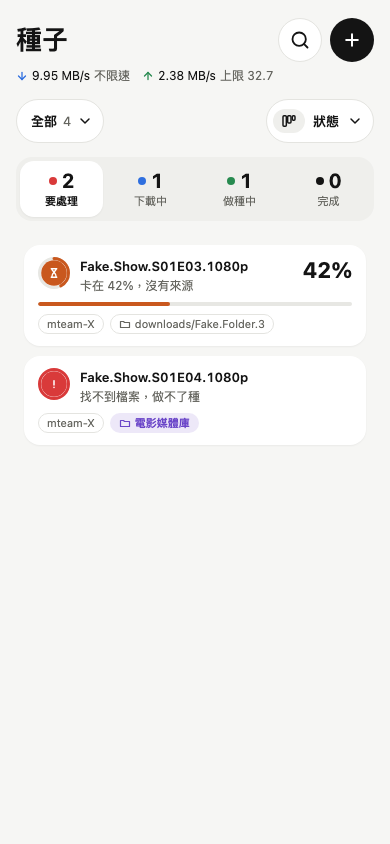 種子
9.95 MB/s 不限速 2.38 MB/s 上限 32.7
全部 4 狀態
2 1 1 0
要處理 下載中 做種中 完成
Fake.Show.S01E03.1080p 42%
卡在 42%，沒有來源
mteam-X downloads/Fake.Folder.3
Fake.Show.S01E04.1080p
找不到檔案，做不了種
mteam-X 電影媒體庫